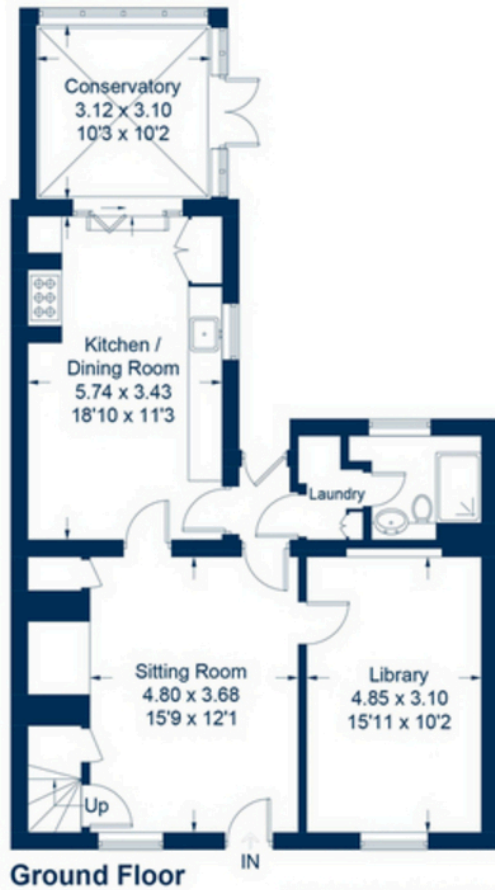 Conservatory
3.12 x 3.10
10'3 x 10'2
Kitchen /
Dining Room
5.74 x 3.43
18'10 x 11'3
Laundry
Sitting Room
4.80 x 3.68
15'9 x 12'1
Library
4.85 x 3.10
15'11 x 10'2
Up
IN
Ground Floor